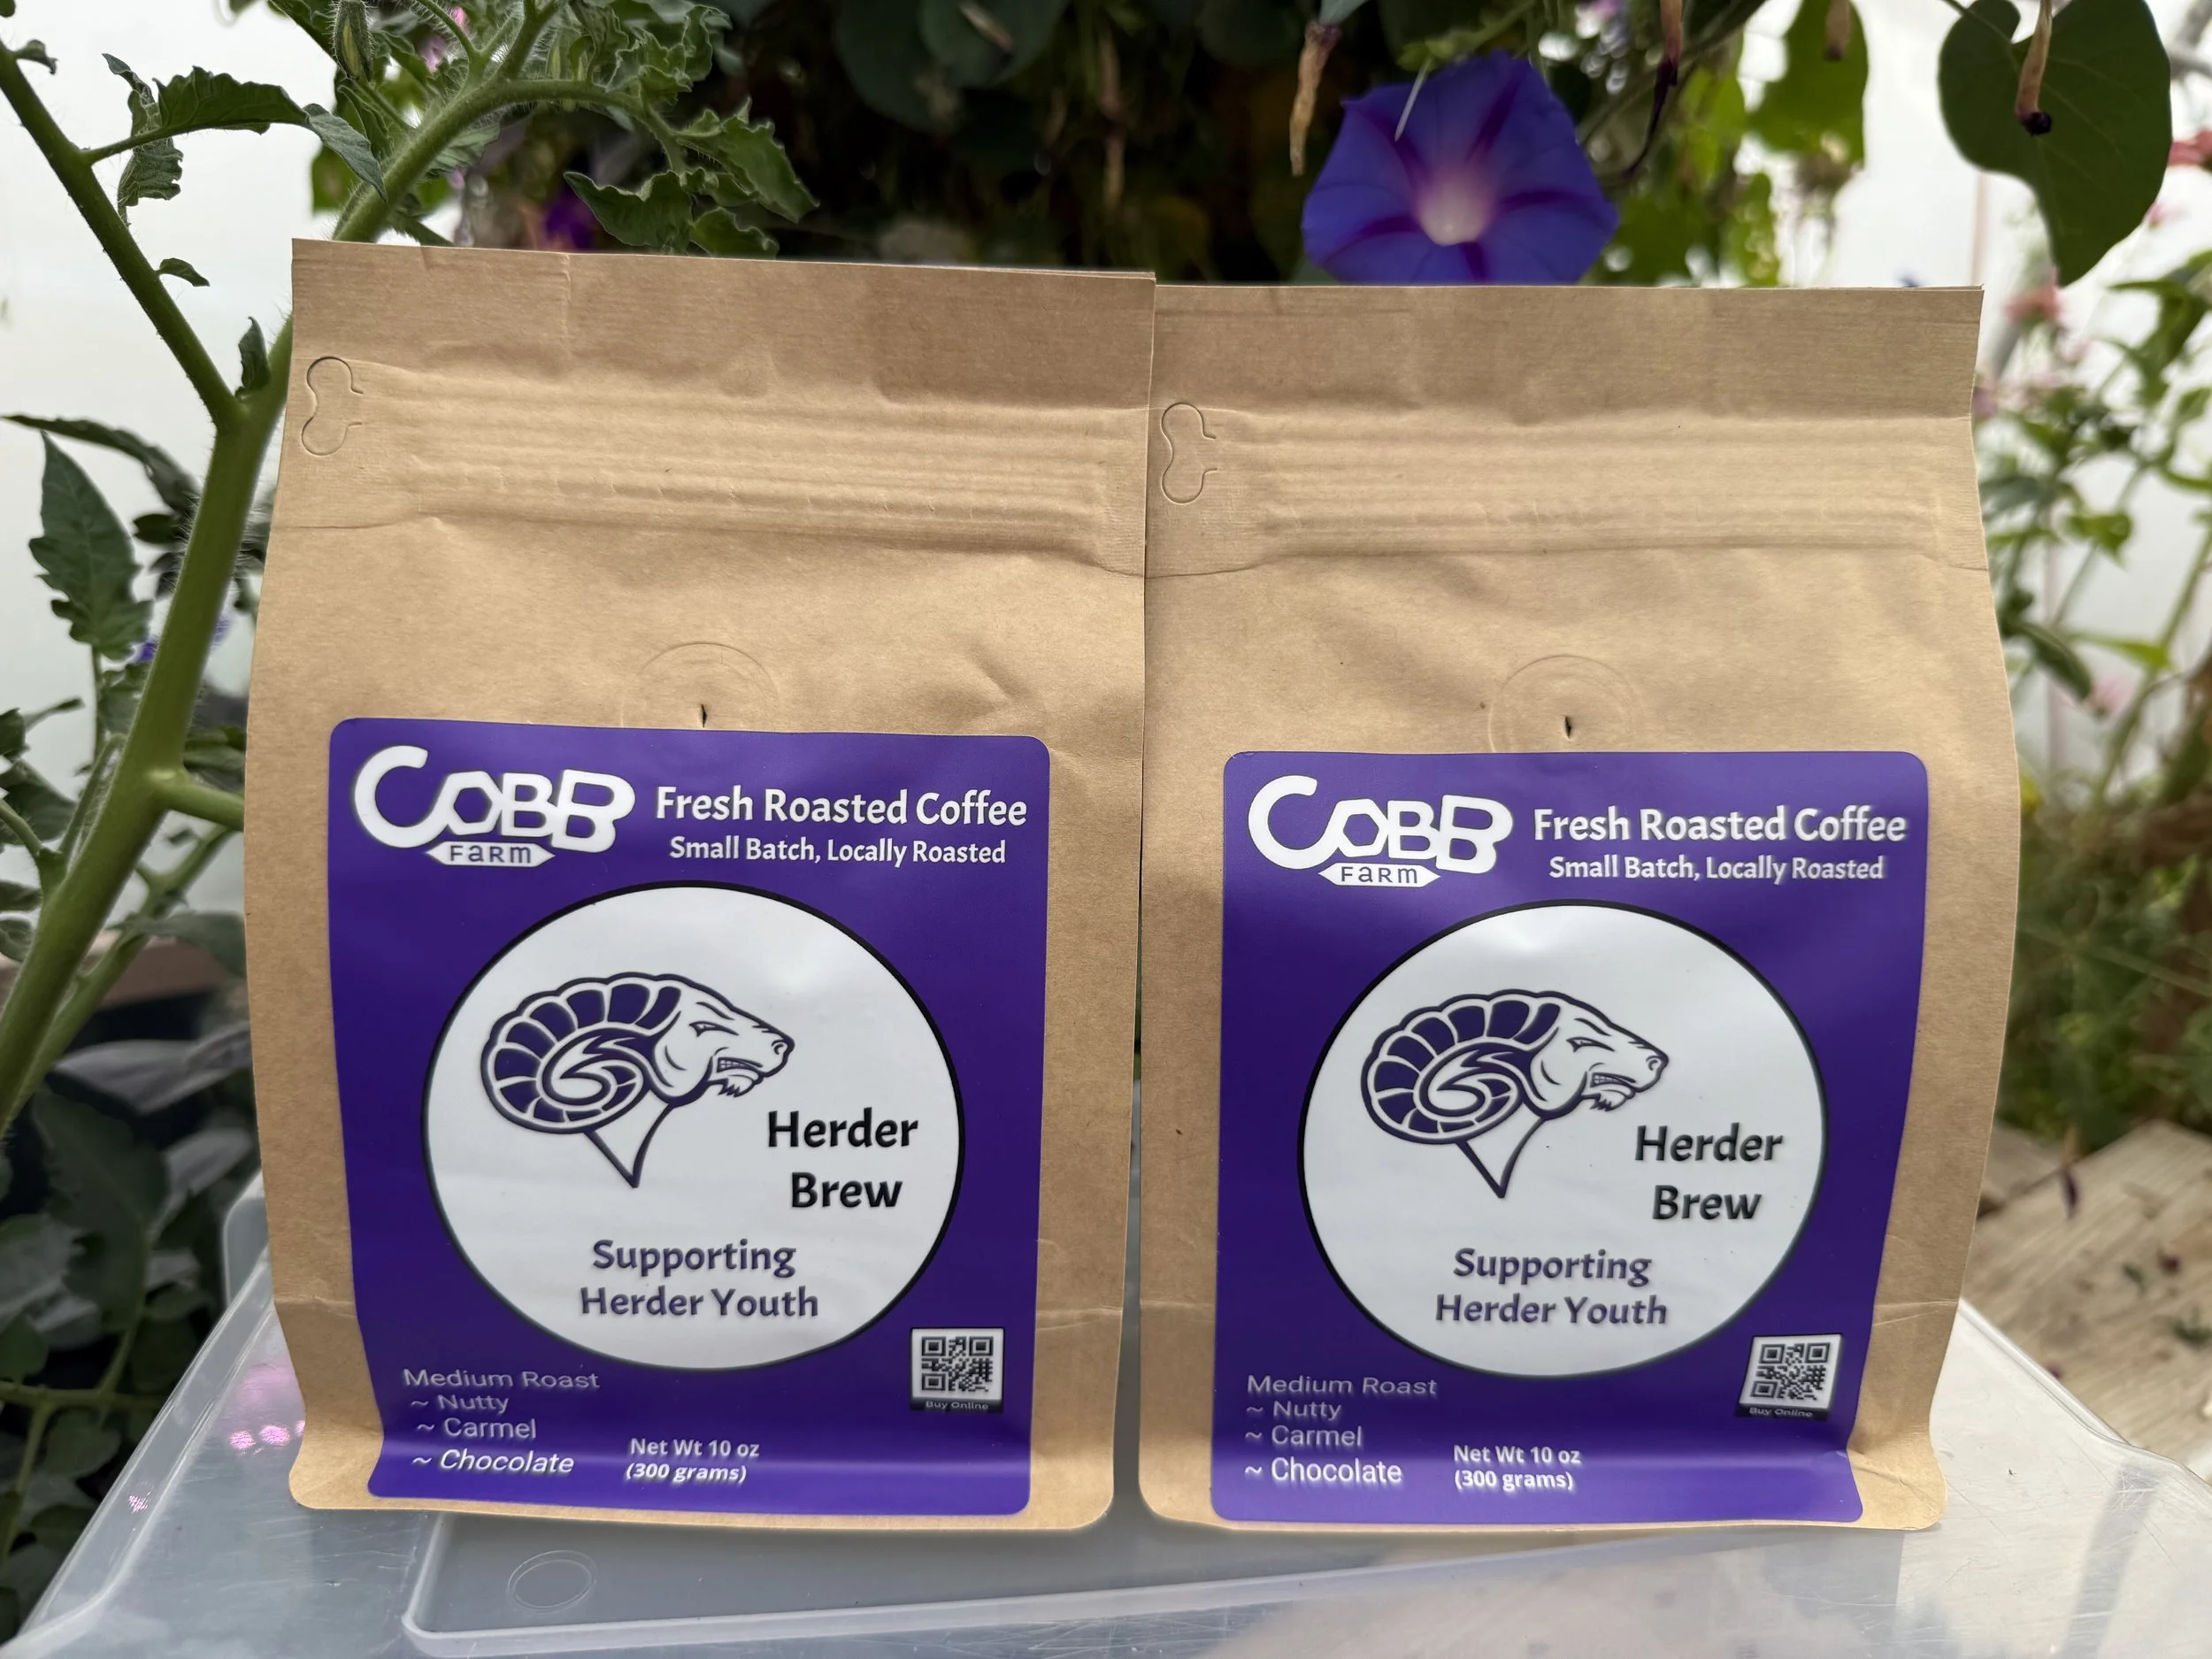 COBB
FARM
Fresh Roasted Coffee
Small Batch, Locally Roasted
Herder
Brew
Supporting
Herder Youth
Medium Roast
~ Nutty
~ Carmel
~ Chocolate
Net Wt 10 oz
(300 grams)
Buy Online
COBB
FARM
Fresh Roasted Coffee
Small Batch, Locally Roasted
Herder
Brew
Supporting
Herder Youth
Medium Roast
~ Nutty
~ Carmel
~ Chocolate
Net Wt 10 oz
(300 grams)
Buy Online